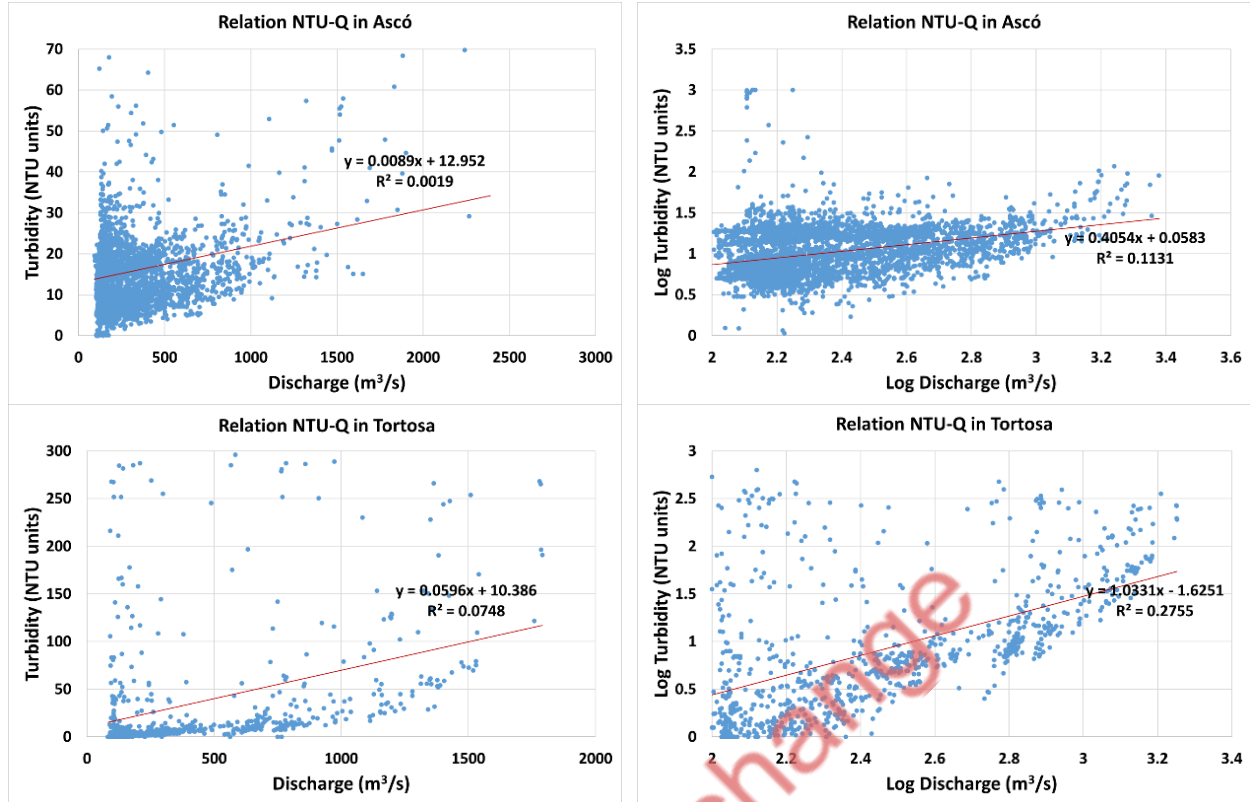 Relation NTU-Q in Ascó
Turbidity (NTU units)
70
60
50
40
30
20
10
0
y = 0.0089x + 12.952
R² = 0.0019
0 500 1000 1500 2000 2500 3000
Discharge (m³/s)
Relation NTU-Q in Ascó
Log Turbidity (NTU units)
3.5
3
2.5
2
1.5
1
0.5
0
y = 0.4054x + 0.0583
R² = 0.1131
2 2.2 2.4 2.6 2.8 3 3.2 3.4 3.6
Log Discharge (m³/s)
Relation NTU-Q in Tortosa
Turbidity (NTU units)
300
250
200
150
100
50
0
y = 0.0596x + 10.386
R² = 0.0748
0 500 1000 1500 2000
Discharge (m³/s)
Relation NTU-Q in Tortosa
Log Turbidity (NTU units)
3
2.5
2
1.5
1
0.5
0
y = 1.0331x - 1.6251
R² = 0.2755
2 2.2 2.4 2.6 2.8 3 3.2 3.4
Log Discharge (m³/s)
hange